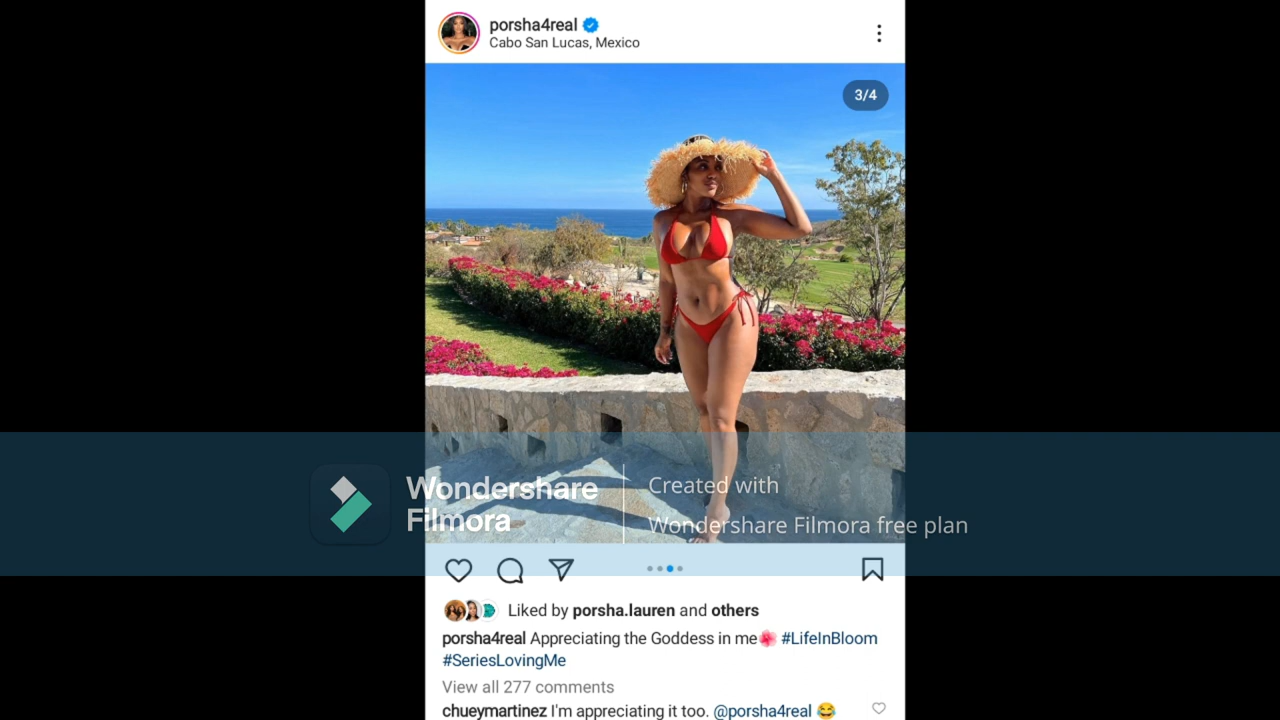 porsha4real
Cabo San Lucas, Mexico
3/4
Wondershare
Filmora
Created with
Wondershare Filmora free plan
Liked by porsha.lauren and others
porsha4real Appreciating the Goddess in me🌺 #LifeInBloom
#SeriesLovingMe
View all 277 comments
chueymartinez I'm appreciating it too. @porsha4real 😂